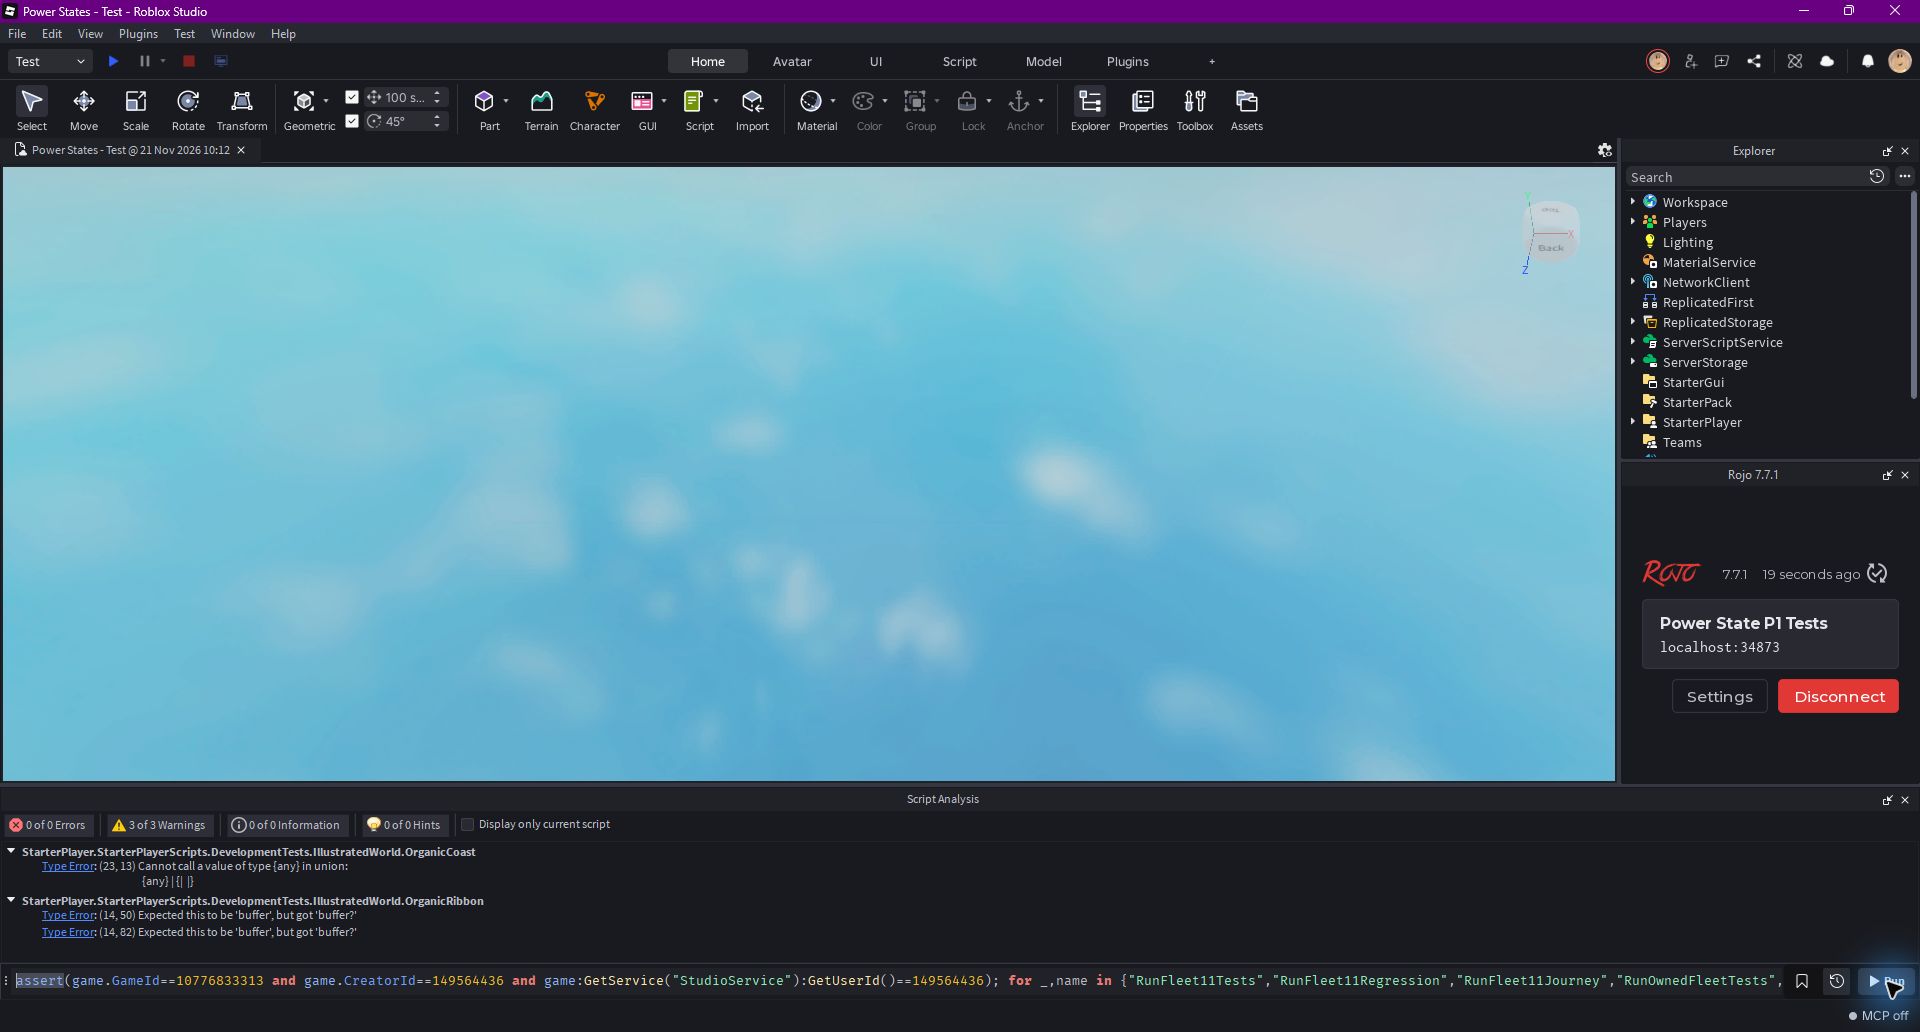 Power States - Test - Roblox Studio
File Edit View Plugins Test Window Help
Test
Home Avatar UI Script Model Plugins +
Select Move Scale Rotate Transform Geometric 100 s... 45° Part Terrain Character GUI Script Import Material Color Group Lock Anchor Explorer Properties Toolbox Assets
Power States - Test @ 21 Nov 2026 10:12
Y
X
Back
Z
Explorer
Search
Workspace
Players
Lighting
MaterialService
NetworkClient
ReplicatedFirst
ReplicatedStorage
ServerScriptService
ServerStorage
StarterGui
StarterPack
StarterPlayer
Teams
Rojo 7.7.1
ROJO 7.7.1 19 seconds ago
Power State P1 Tests
localhost:34873
Settings Disconnect
Script Analysis
0 of 0 Errors 3 of 3 Warnings 0 of 0 Information 0 of 0 Hints Display only current script
StarterPlayer.StarterPlayerScripts.DevelopmentTests.IllustratedWorld.OrganicCoast
Type Error: (23, 13) Cannot call a value of type {any} in union:
{any} | {| |}
StarterPlayer.StarterPlayerScripts.DevelopmentTests.IllustratedWorld.OrganicRibbon
Type Error: (14, 50) Expected this to be 'buffer', but got 'buffer?'
Type Error: (14, 82) Expected this to be 'buffer', but got 'buffer?'
assert(game.GameId==10776833313 and game.CreatorId==149564436 and game:GetService("StudioService"):GetUserId()==149564436); for _,name in {"RunFleet11Tests","RunFleet11Regression","RunFleet11Journey","RunOwnedFleetTests",
MCP off